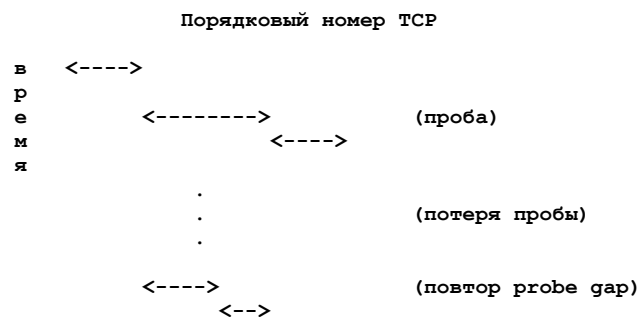 Порядковый номер TCP
в <---->
р
е <--------> (проба)
м <---->
я
.
. (потеря пробы)
.
<----> (повтор probe gap)
<-->